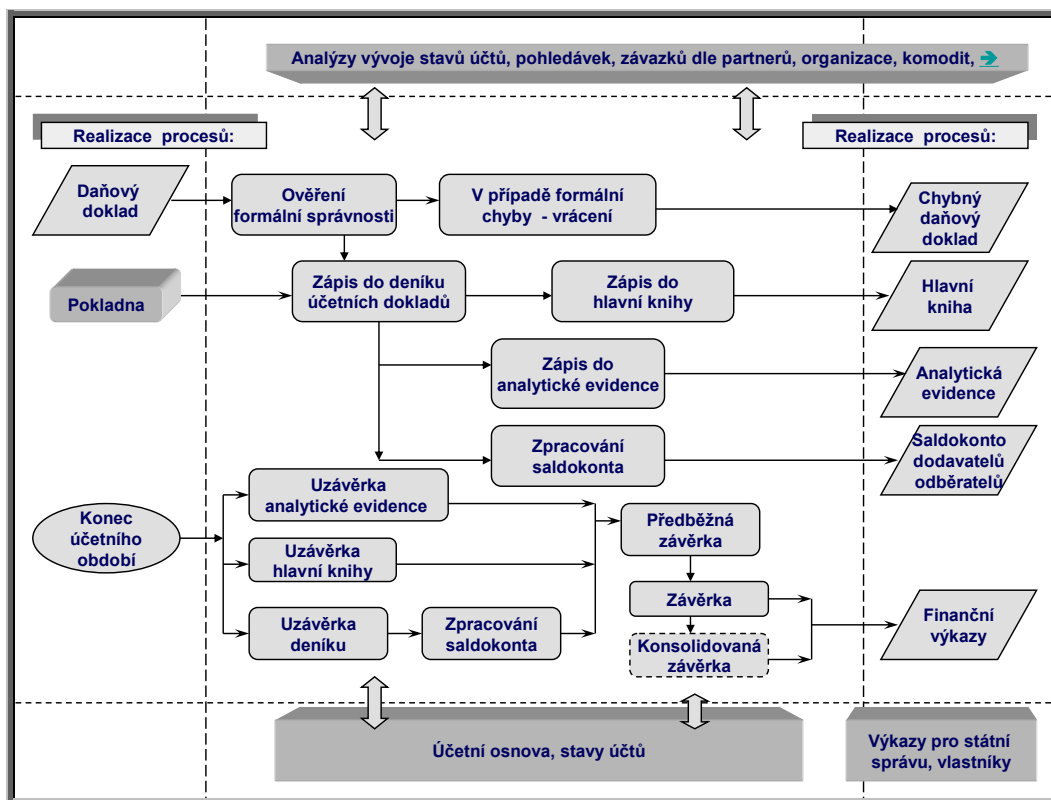 Analýzy vývoje stavů účtů, pohledávek, závazků dle partnerů, organizace, komodit, ➔
Realizace procesů:
Realizace procesů:
Daňový
doklad
Ověření
formální správnosti
V případě formální
chyby - vrácení
Chybný
daňový
doklad
Pokladna
Zápis do deníku
účetních dokladů
Zápis do
hlavní knihy
Hlavní
kniha
Zápis do
analytické evidence
Analytická
evidence
Zpracování
saldokonta
Saldokonto
dodavatelů
odběratelů
Konec
účetního
období
Uzávěrka
analytické evidence
Uzávěrka
hlavní knihy
Uzávěrka
deníku
Zpracování
saldokonta
Předběžná
závěrka
Závěrka
Konsolidovaná
závěrka
Finanční
výkazy
Účetní osnova, stavy účtů
Výkazy pro státní
správu, vlastníky